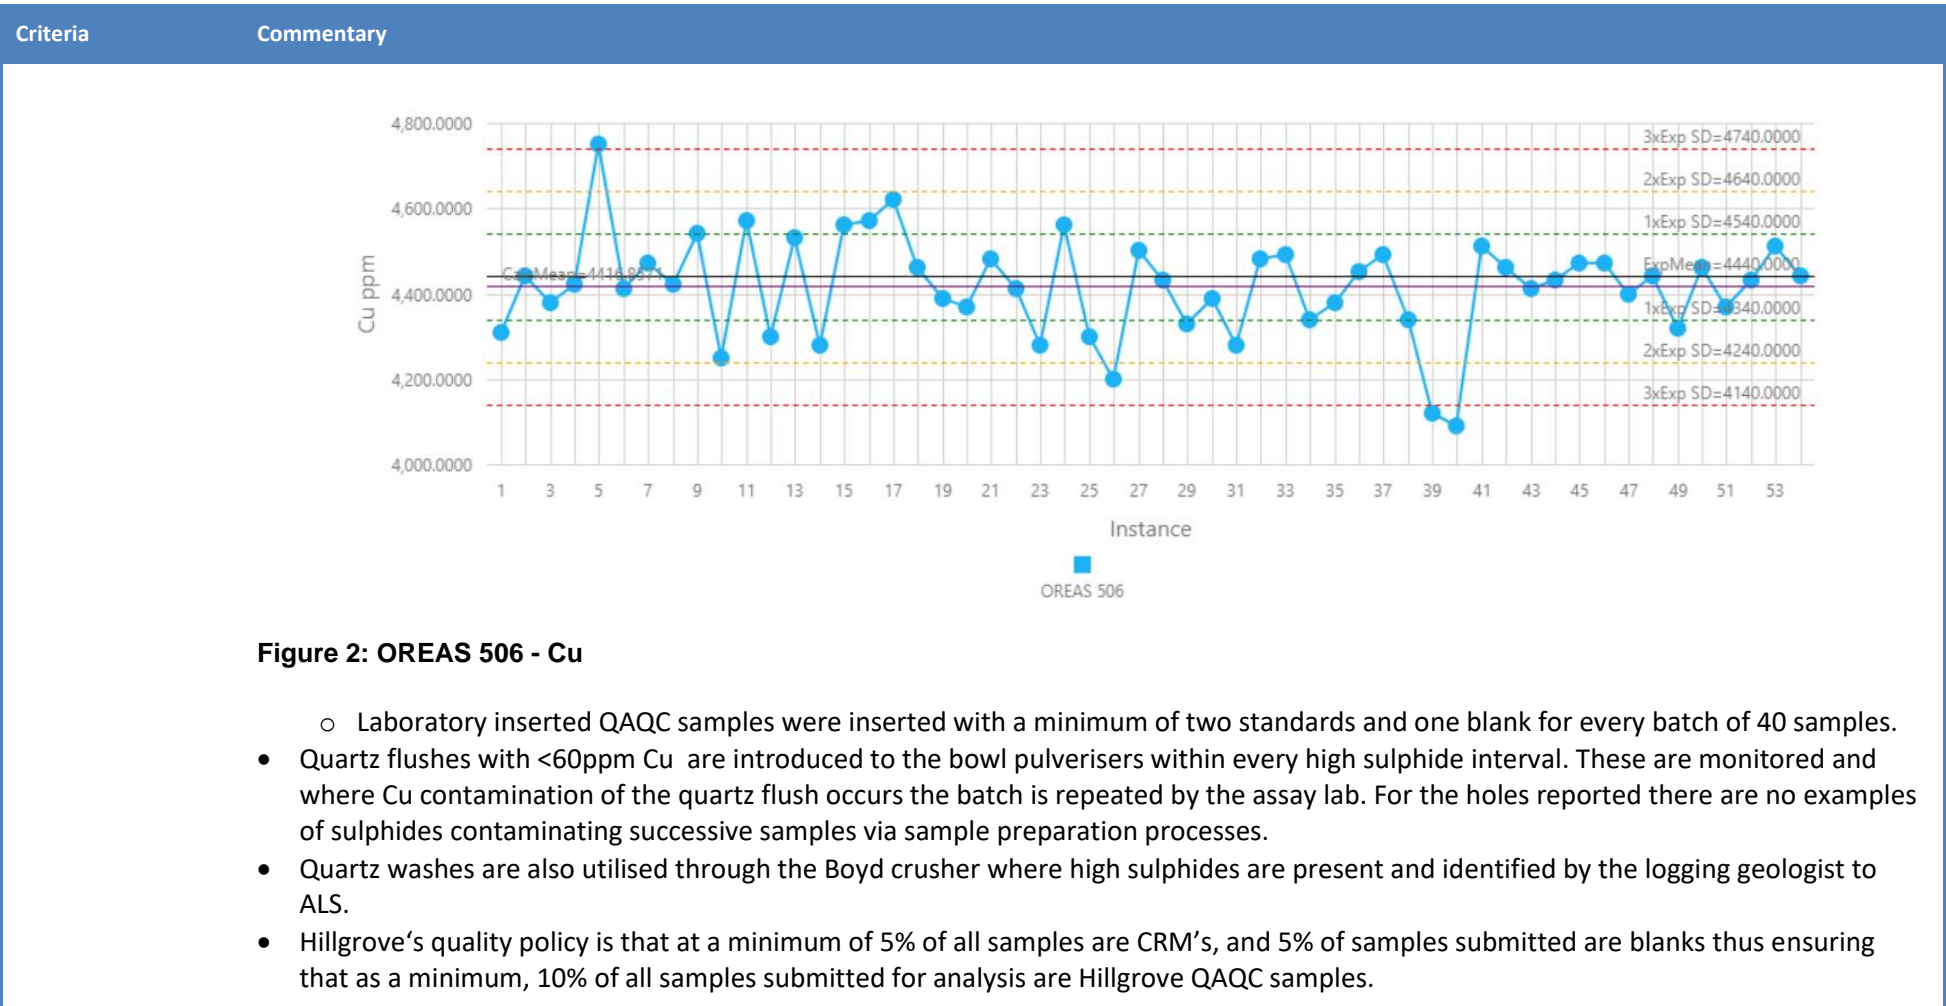 Criteria Commentary
4,800.0000
3xExp SD=4740.0000
2xExp SD=4640.0000
4,600.0000
1xExp SD=4540.0000
ExpMean=4440.0000
4,400.0000
1xExp SD=4340.0000
2xExp SD=4240.0000
4,200.0000
3xExp SD=4140.0000
4,000.0000
Cu ppm
1 3 5 7 9 11 13 15 17 19 21 23 25 27 29 31 33 35 37 39 41 43 45 47 49 51 53
Instance
OREAS 506
Figure 2: OREAS 506 - Cu
o Laboratory inserted QAQC samples were inserted with a minimum of two standards and one blank for every batch of 40 samples.
• Quartz flushes with <60ppm Cu are introduced to the bowl pulverisers within every high sulphide interval. These are monitored and
where Cu contamination of the quartz flush occurs the batch is repeated by the assay lab. For the holes reported there are no examples
of sulphides contaminating successive samples via sample preparation processes.
• Quartz washes are also utilised through the Boyd crusher where high sulphides are present and identified by the logging geologist to
ALS.
• Hillgrove‘s quality policy is that at a minimum of 5% of all samples are CRM’s, and 5% of samples submitted are blanks thus ensuring
that as a minimum, 10% of all samples submitted for analysis are Hillgrove QAQC samples.